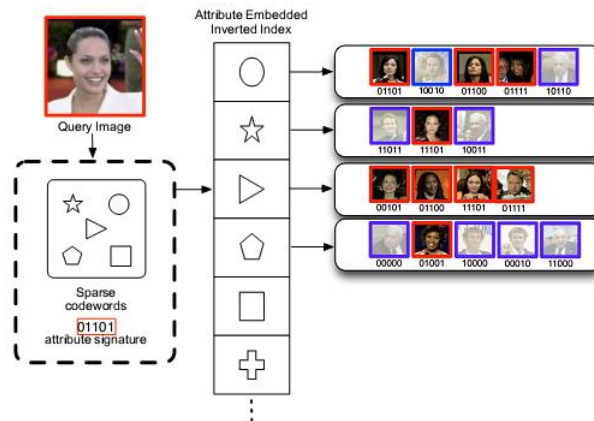 Attribute Embedded
Inverted Index
Query Image
01101 10010 01100 01111 10110
11011 11101 10011
00101 01100 11101 01111
00000 01001 10000 00010 11000
Sparse
codewords
01101
attribute signature